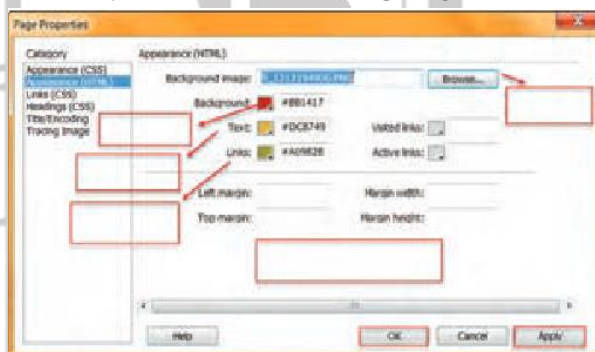 Page Properties
Category
Appearance (CSS)
Appearance (HTML)
Links (CSS)
Headings (CSS)
Title/Encoding
Tracing Image
Appearance (HTML)
Background image:
Browse...
Background:
#BB1417
Text:
#DC8749
Visited links:
Links:
#A09828
Active links:
Left margin:
Margin width:
Top margin:
Margin height:
Help
OK
Cancel
Apply